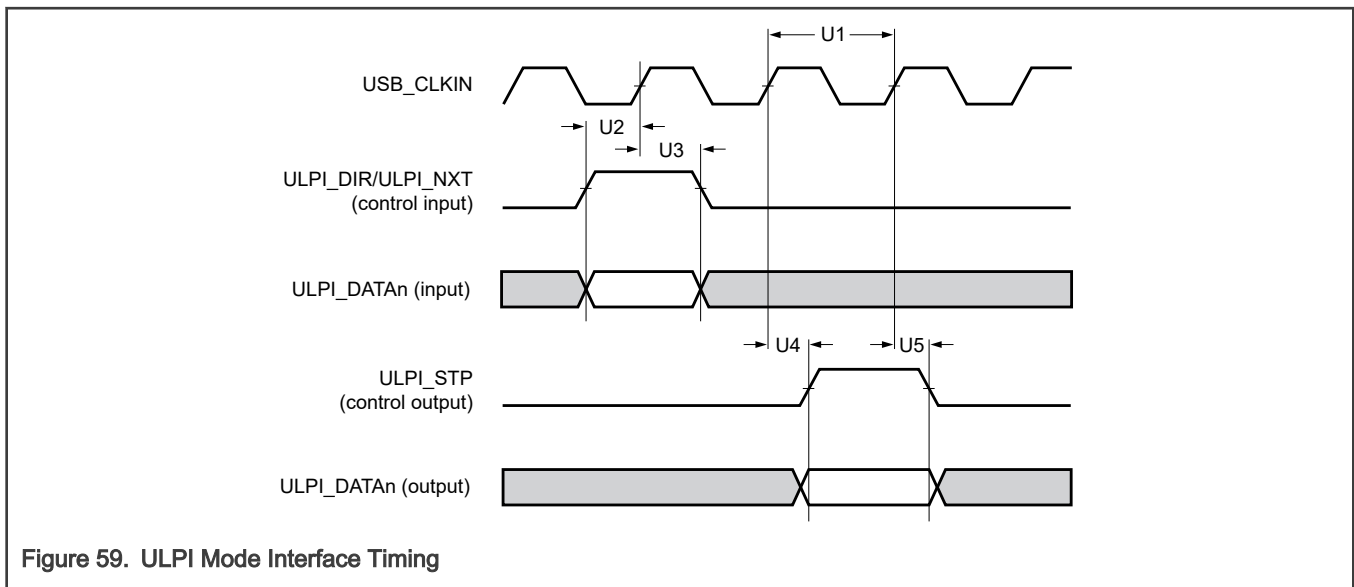 U1
USB_CLKIN
U2
U3
ULPI_DIR/ULPI_NXT
(control input)
ULPI_DATAn (input)
U4
U5
ULPI_STP
(control output)
ULPI_DATAn (output)
Figure 59. ULPI Mode Interface Timing